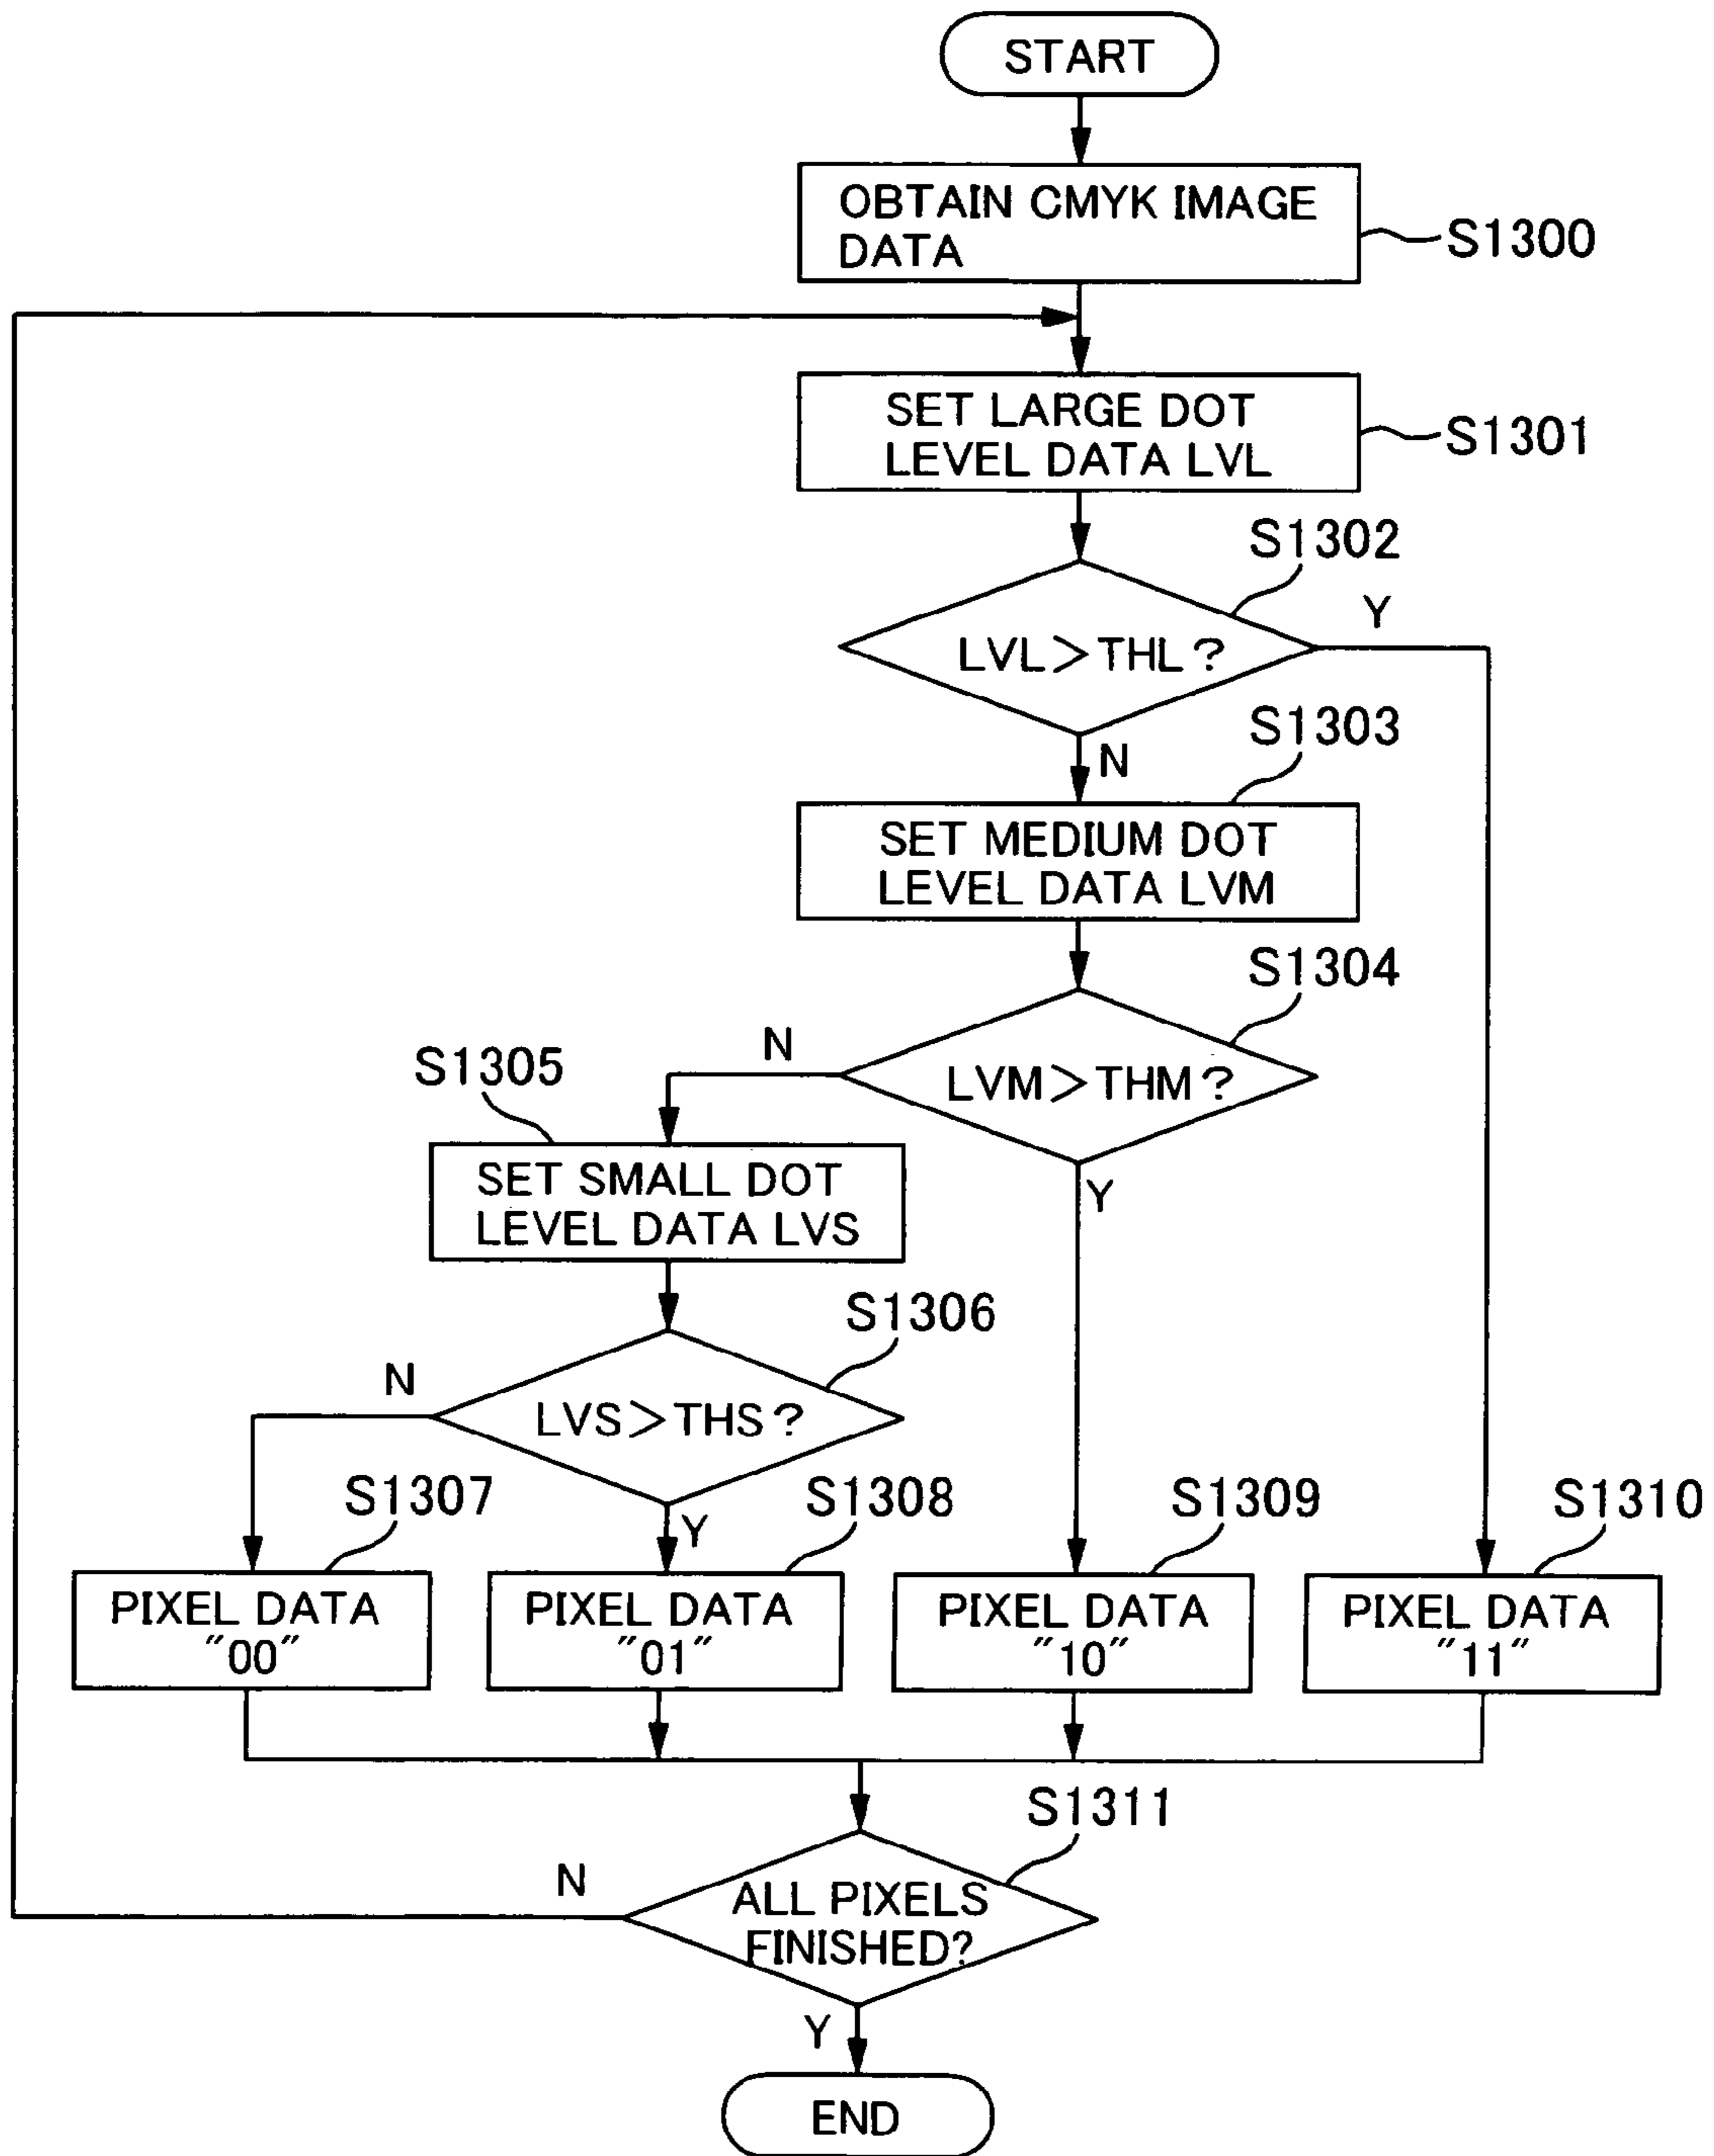 START
OBTAIN CMYK IMAGE
DATA
S1300
SET LARGE DOT
LEVEL DATA LVL
S1301
S1302
LVL>THL?
Y
N
S1303
SET MEDIUM DOT
LEVEL DATA LVM
S1304
LVM>THM?
N
Y
S1305
SET SMALL DOT
LEVEL DATA LVS
S1306
LVS>THS?
N
Y
S1307
PIXEL DATA
"00"
S1308
PIXEL DATA
"01"
S1309
PIXEL DATA
"10"
S1310
PIXEL DATA
"11"
S1311
ALL PIXELS
FINISHED?
N
Y
END